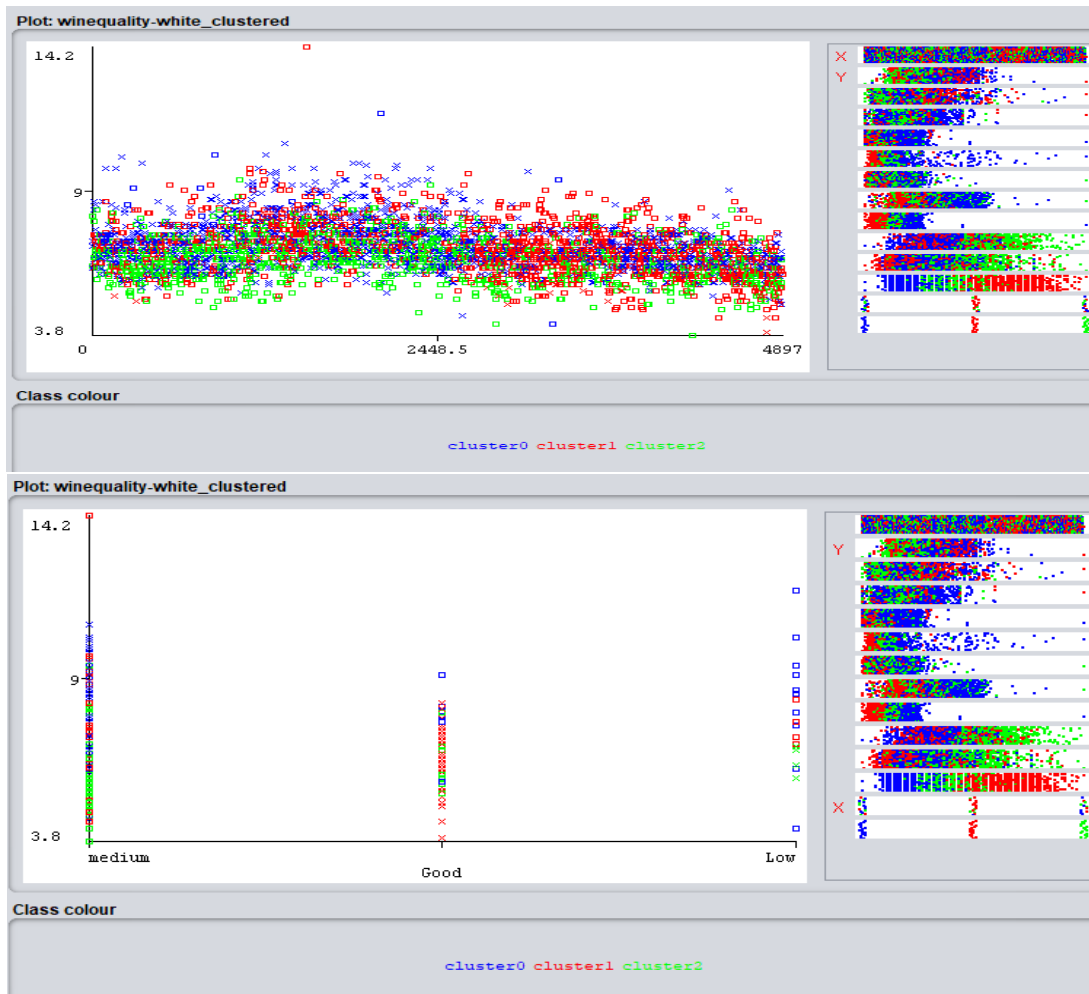 Plot: winequality-white_clustered
14.2
X
Y
9
3.8
0 2448.5 4897
Class colour
cluster0 cluster1 cluster2
Plot: winequality-white_clustered
14.2
Y
9
3.8
X
medium Good Low
Class colour
cluster0 cluster1 cluster2